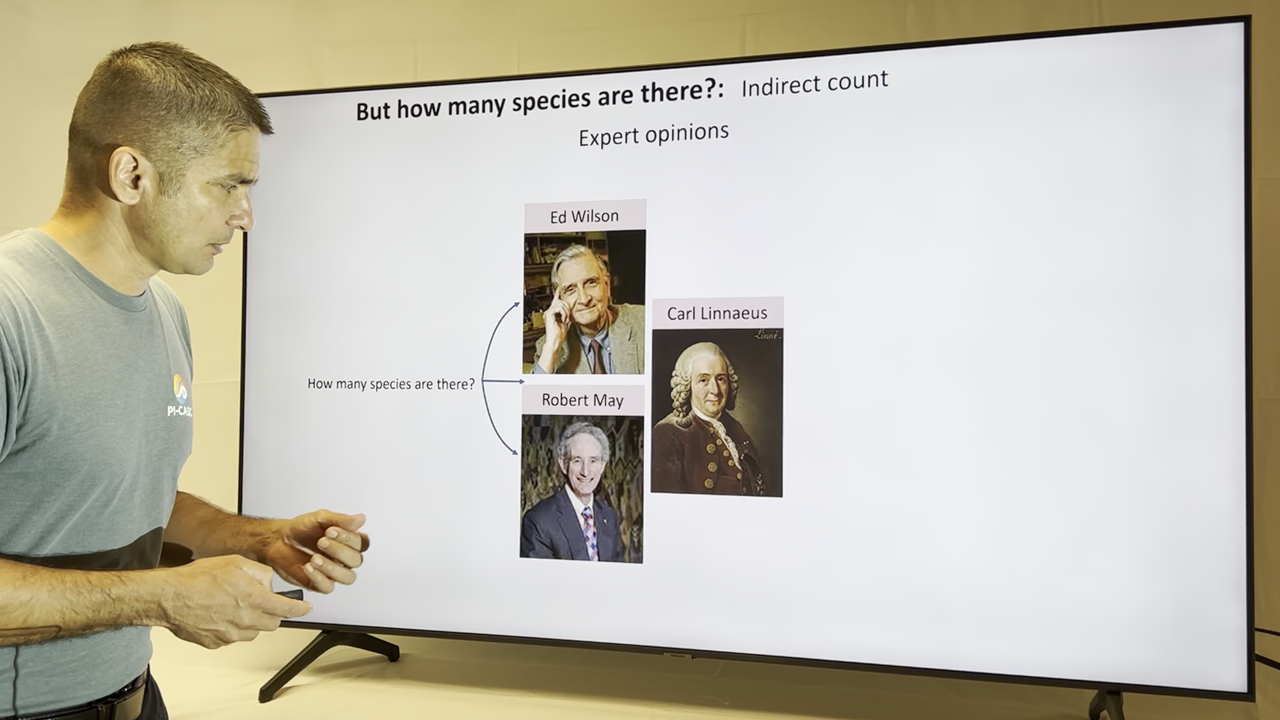 But how many species are there?: Indirect count
Expert opinions
Ed Wilson
Carl Linnaeus
Linné.
How many species are there?
Robert May